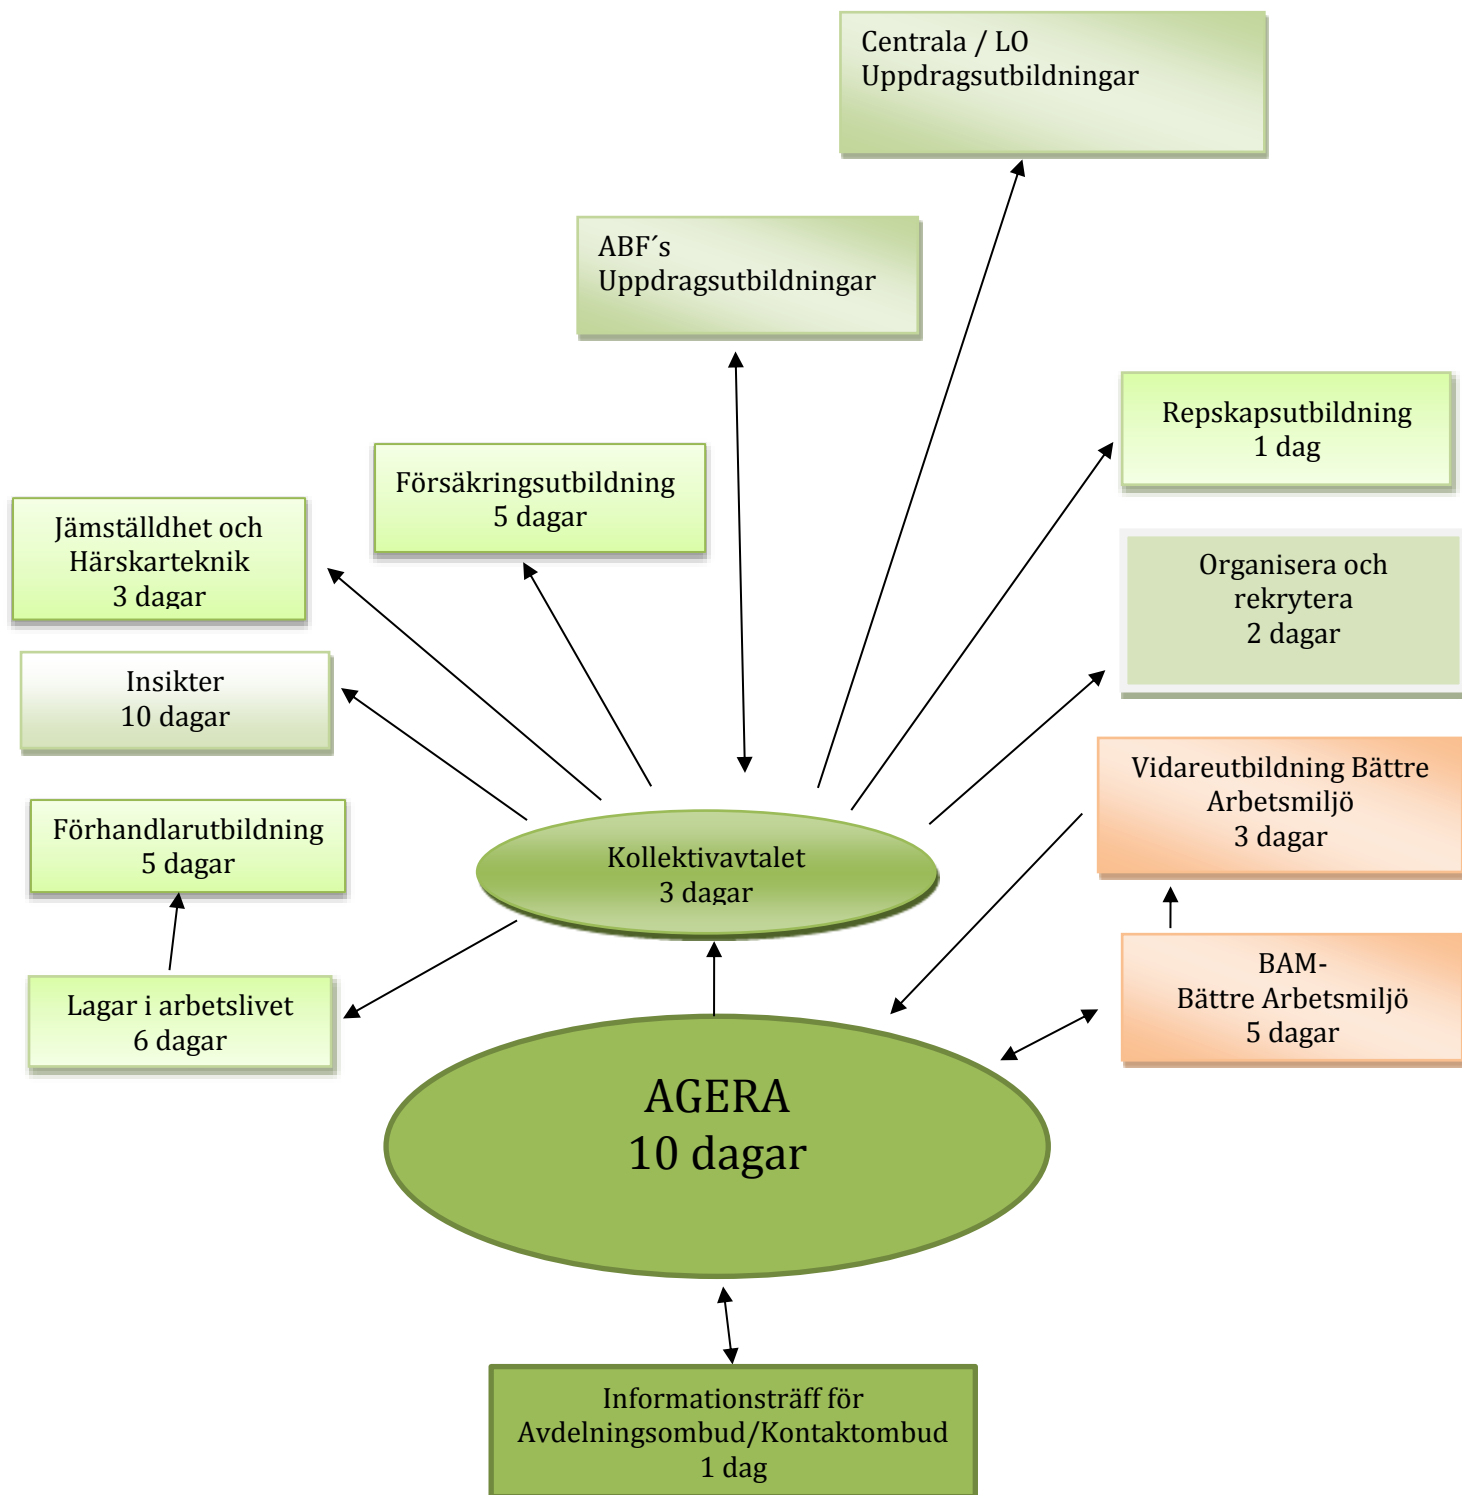 Centrala / LO
Uppdragsutbildningar
ABF´s
Uppdragsutbildningar
Repskapsutbildning
1 dag
Försäkringsutbildning
5 dagar
Jämställdhet och
Härskarteknik
3 dagar
Organisera och
rekrytera
2 dagar
Insikter
10 dagar
Vidareutbildning Bättre
Arbetsmiljö
3 dagar
Förhandlarutbildning
5 dagar
Kollektivavtalet
3 dagar
BAM-
Bättre Arbetsmiljö
5 dagar
Lagar i arbetslivet
6 dagar
AGERA
10 dagar
Informationsträff för
Avdelningsombud/Kontaktombud
1 dag